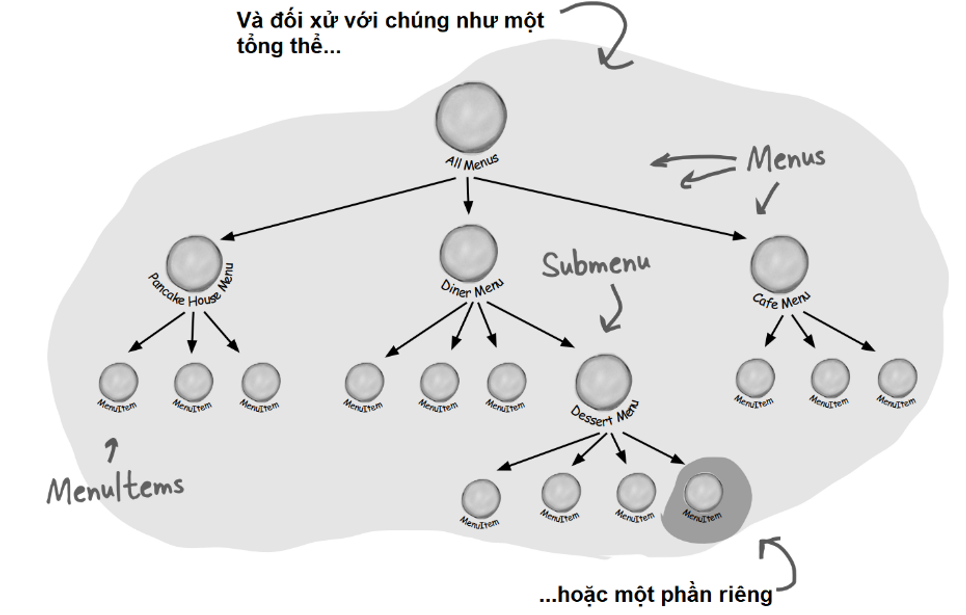 Và đối xử với chúng như một
tổng thể...
All Menus
Menus
Pancake House Menu
Diner Menu
Submenu
Cafe Menu
MenuItem
MenuItem
MenuItem
MenuItem
MenuItem
MenuItem
Dessert Menu
MenuItem
MenuItem
MenuItem
MenuItems
MenuItem
MenuItem
MenuItem
MenuItem
...hoặc một phần riêng